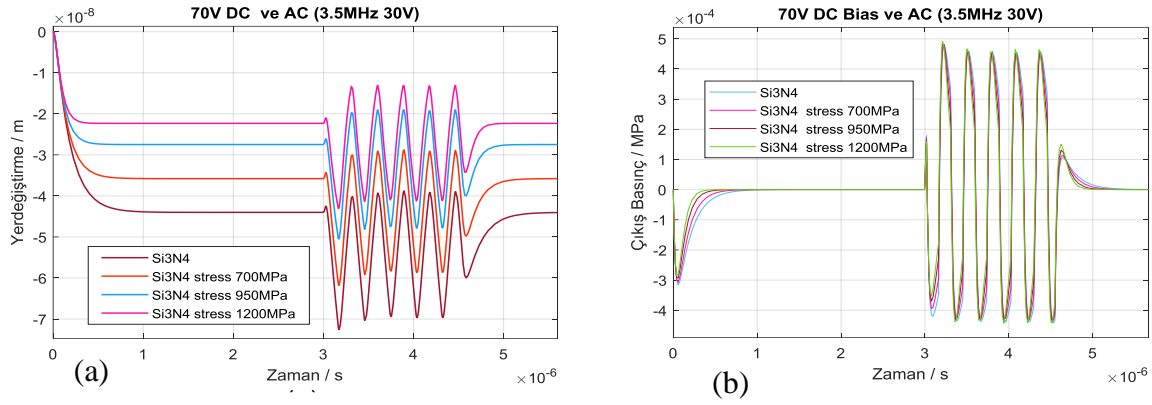 70V DC ve AC (3.5MHz 30V)
×10⁻⁸
0
-1
-2
-3
-4
-5
-6
-7
Yerdeğiştirme / m
Si3N4
Si3N4 stress 700MPa
Si3N4 stress 950MPa
Si3N4 stress 1200MPa
0 1 2 3 4 5
Zaman / s
×10⁻⁶
(a)
70V DC Bias ve AC (3.5MHz 30V)
×10⁻⁴
5
4
3
2
1
0
-1
-2
-3
-4
Çıkış Basınç / MPa
Si3N4
Si3N4 stress 700MPa
Si3N4 stress 950MPa
Si3N4 stress 1200MPa
0 1 2 3 4 5
Zaman / s
×10⁻⁶
(b)